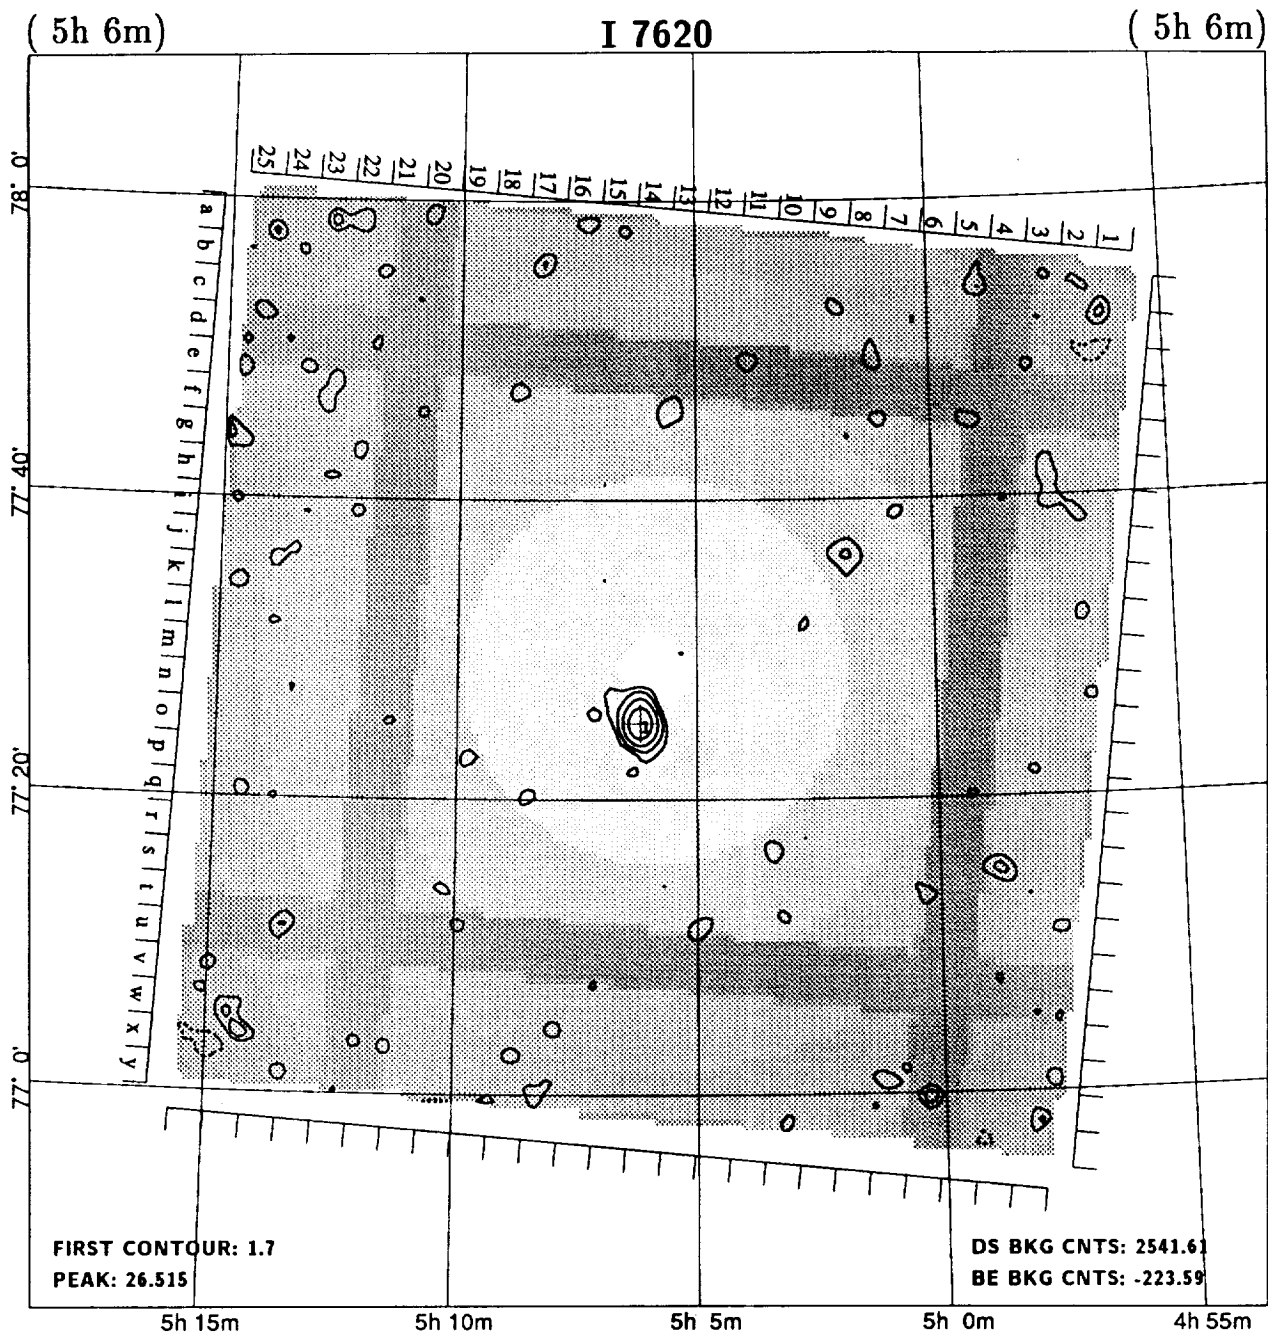 ( 5h 6m)
I 7620
( 5h 6m)
25 24 23 22 21 20 19 18 17 16 15 14 13 12 11 10 9 8 7 6 5 4 3 2 1
78° 0'
77° 40'
77° 20'
77° 0'
a b c d e f g h i j k l m n o p q r s t u v w x y
FIRST CONTOUR: 1.7
PEAK: 26.515
DS BKG CNTS: 2541.61
BE BKG CNTS: -223.59
5h 15m
5h 10m
5h 5m
5h 0m
4h 55m